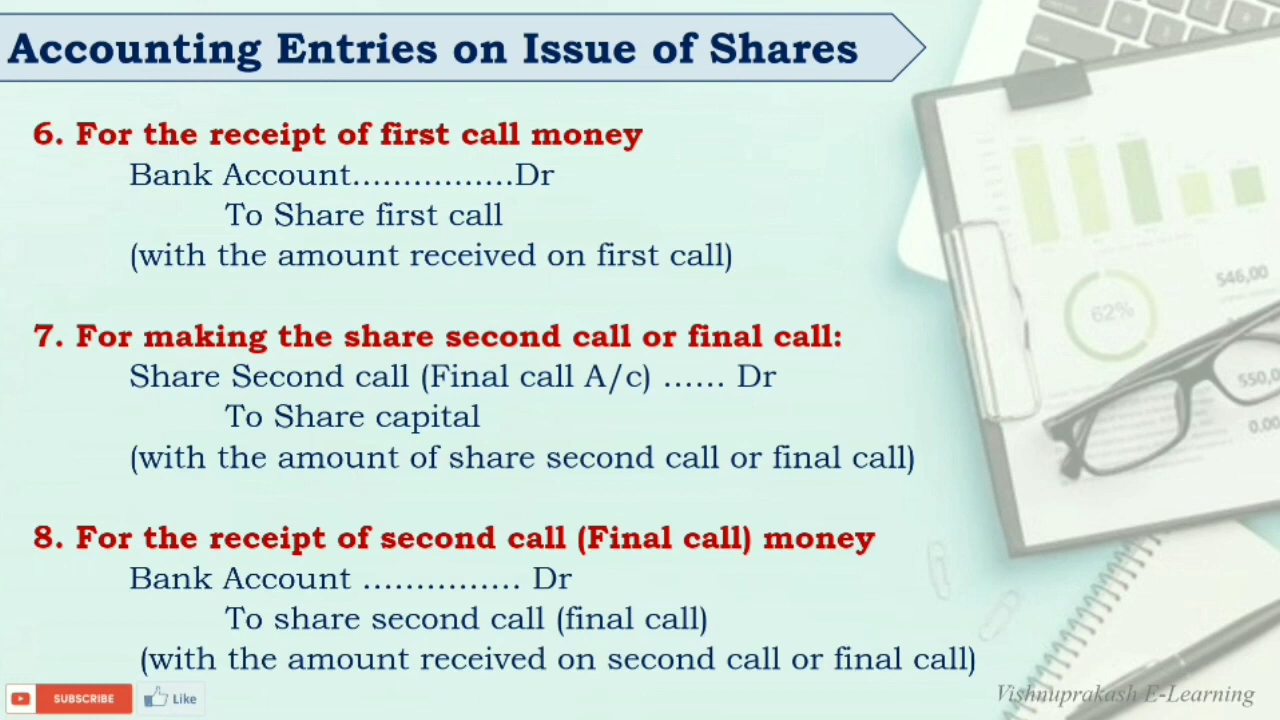 Accounting Entries on Issue of Shares
6. For the receipt of first call money
Bank Account................Dr
To Share first call
(with the amount received on first call)
7. For making the share second call or final call:
Share Second call (Final call A/c) ...... Dr
To Share capital
(with the amount of share second call or final call)
8. For the receipt of second call (Final call) money
Bank Account ............... Dr
To share second call (final call)
(with the amount received on second call or final call)
SUBSCRIBE
Like
Vishnuprakash E-Learning
62%
546,00